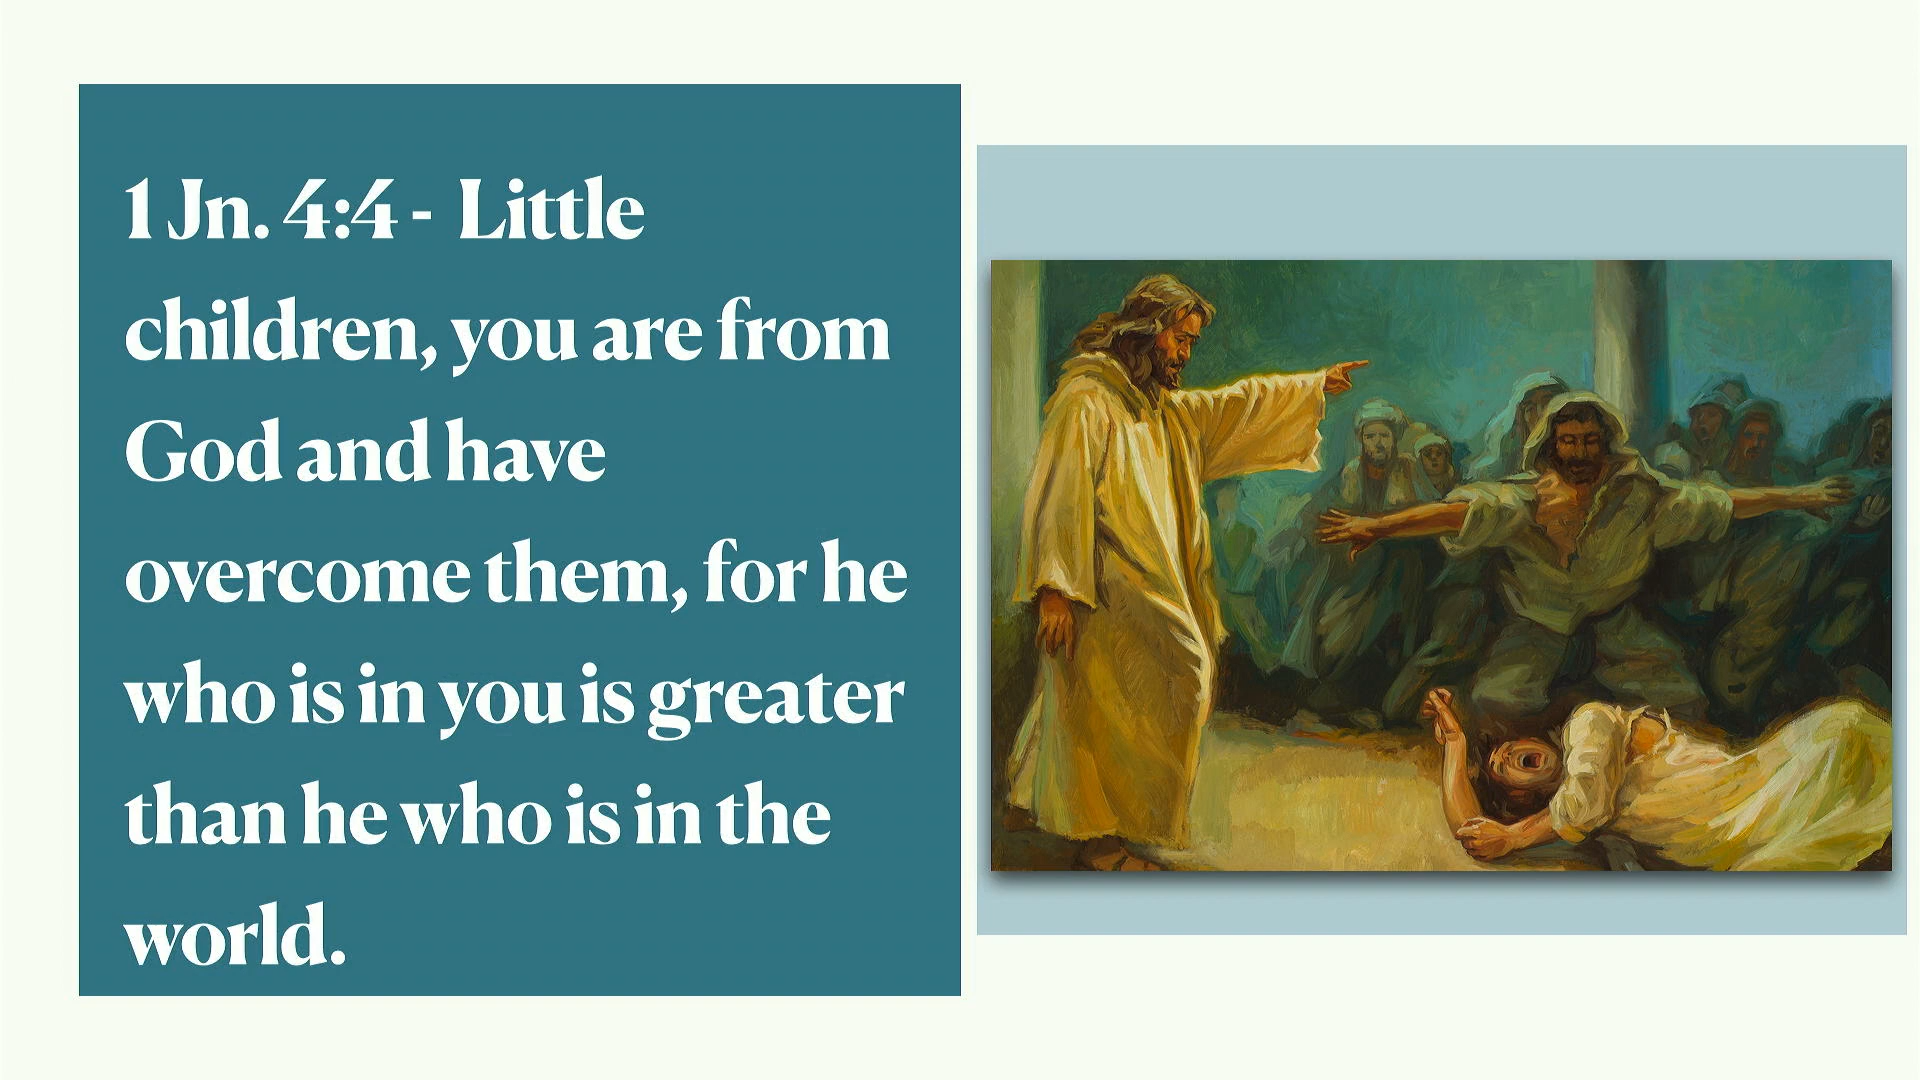 1 Jn. 4:4 - Little
children, you are from
God and have
overcome them, for he
who is in you is greater
than he who is in the
world.